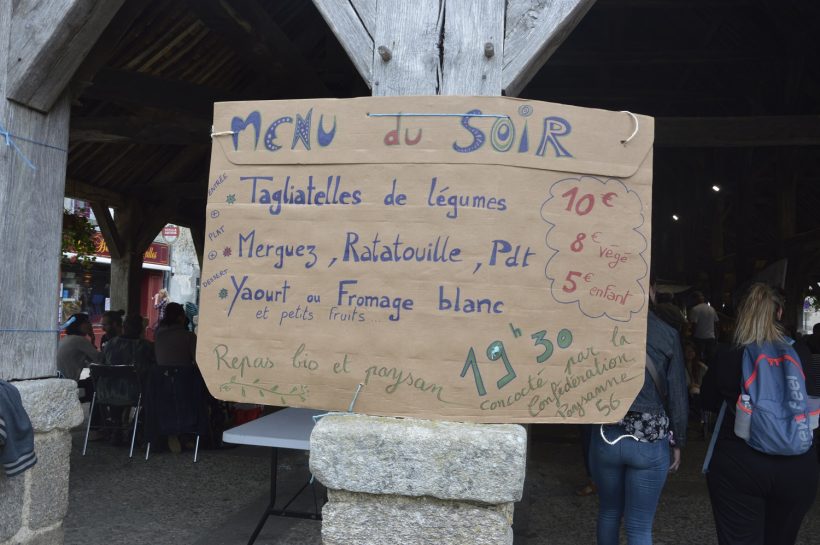 MENU du SOIR
ENTRÉE
Tagliatelles de légumes
10€
⊕
PLAT
Merguez, Ratatouille, Pdt
8€ végé
⊕
DESSERT
Yaourt ou Fromage blanc
et petits fruits...
5€ enfant
Repas bio et paysan
19h30
concocté par la
Confédération
Paysanne
56